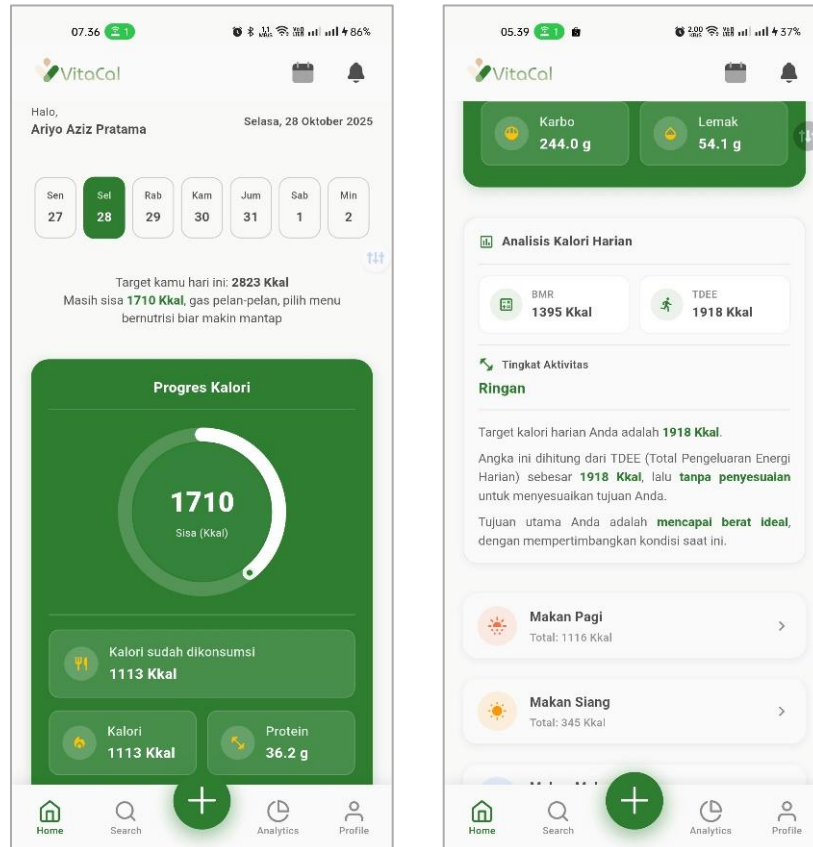 07.36
1
86%
VitaCal
Halo,
Ariyo Aziz Pratama
Selasa, 28 Oktober 2025
Sen
27
Sel
28
Rab
29
Kam
30
Jum
31
Sab
1
Min
2
Target kamu hari ini: 2823 Kkal
Masih sisa 1710 Kkal, gas pelan-pelan, pilih menu
bernutrisi biar makin mantap
Progres Kalori
1710
Sisa (Kkal)
Kalori sudah dikonsumsi
1113 Kkal
Kalori
1113 Kkal
Protein
36.2 g
Home
Search
Analytics
Profile
05.39
1
37%
VitaCal
Karbo
244.0 g
Lemak
54.1 g
Analisis Kalori Harian
BMR
1395 Kkal
TDEE
1918 Kkal
Tingkat Aktivitas
Ringan
Target kalori harian Anda adalah 1918 Kkal.
Angka ini dihitung dari TDEE (Total Pengeluaran Energi
Harian) sebesar 1918 Kkal, lalu tanpa penyesuaian
untuk menyesuaikan tujuan Anda.
Tujuan utama Anda adalah mencapai berat ideal,
dengan mempertimbangkan kondisi saat ini.
Makan Pagi
Total: 1116 Kkal
Makan Siang
Total: 345 Kkal
Home
Search
Analytics
Profile